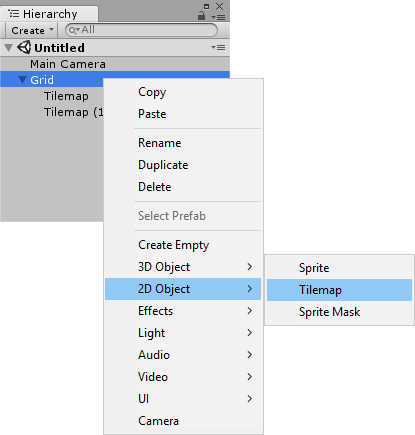 Hierarchy
Create All
Untitled
Main Camera
Grid
Tilemap
Tilemap (1
Copy
Paste
Rename
Duplicate
Delete
Select Prefab
Create Empty
3D Object
2D Object
Effects
Light
Audio
Video
UI
Camera
Sprite
Tilemap
Sprite Mask